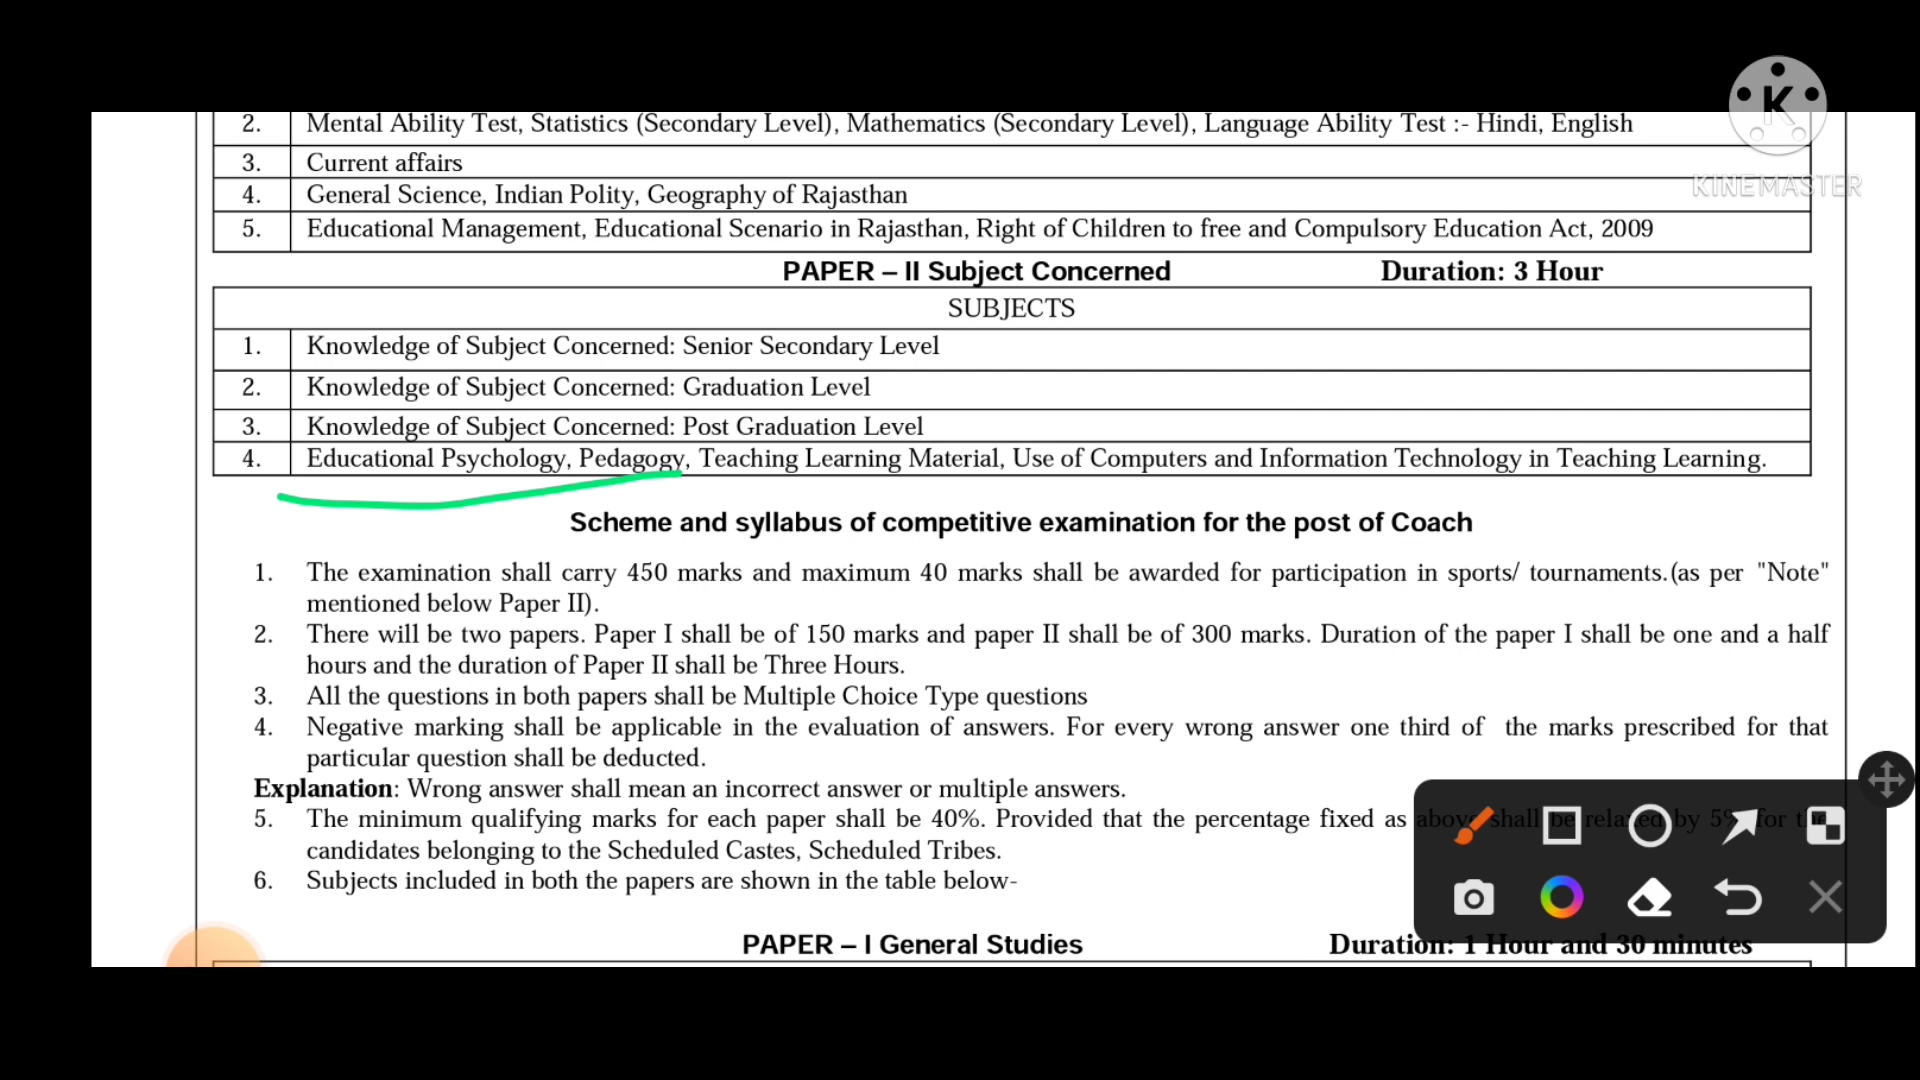 2. Mental Ability Test, Statistics (Secondary Level), Mathematics (Secondary Level), Language Ability Test :- Hindi, English
K
KINEMASTER
3. Current affairs
4. General Science, Indian Polity, Geography of Rajasthan
5. Educational Management, Educational Scenario in Rajasthan, Right of Children to free and Compulsory Education Act, 2009
PAPER – II Subject Concerned Duration: 3 Hour
SUBJECTS
1. Knowledge of Subject Concerned: Senior Secondary Level
2. Knowledge of Subject Concerned: Graduation Level
3. Knowledge of Subject Concerned: Post Graduation Level
4. Educational Psychology, Pedagogy, Teaching Learning Material, Use of Computers and Information Technology in Teaching Learning.
Scheme and syllabus of competitive examination for the post of Coach
1. The examination shall carry 450 marks and maximum 40 marks shall be awarded for participation in sports/ tournaments.(as per "Note"
mentioned below Paper II).
2. There will be two papers. Paper I shall be of 150 marks and paper II shall be of 300 marks. Duration of the paper I shall be one and a half
hours and the duration of Paper II shall be Three Hours.
3. All the questions in both papers shall be Multiple Choice Type questions
4. Negative marking shall be applicable in the evaluation of answers. For every wrong answer one third of the marks prescribed for that
particular question shall be deducted.
Explanation: Wrong answer shall mean an incorrect answer or multiple answers.
5. The minimum qualifying marks for each paper shall be 40%. Provided that the percentage fixed as above shall be relaxed by 5% for the
candidates belonging to the Scheduled Castes, Scheduled Tribes.
6. Subjects included in both the papers are shown in the table below-
PAPER – I General Studies Duration: 1 Hour and 30 minutes